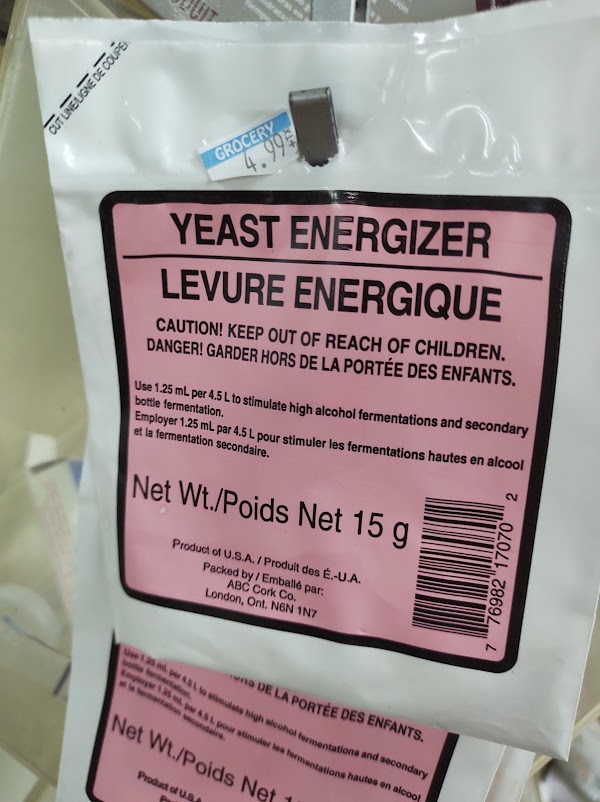 CUT LINE/LIGNE DE COUPER
GROCERY
4.99
YEAST ENERGIZER
LEVURE ENERGIQUE
CAUTION! KEEP OUT OF REACH OF CHILDREN.
DANGER! GARDER HORS DE LA PORTÉE DES ENFANTS.
Use 1.25 mL per 4.5 L to stimulate high alcohol fermentations and secondary
bottle fermentation.
Employer 1.25 mL par 4.5 L pour stimuler les fermentations hautes en alcool
et la fermentation secondaire.
Net Wt./Poids Net 15 g
Product of U.S.A. / Produit des É.-U.A.
Packed by / Emballé par:
ABC Cork Co.
London, Ont. N6N 1N7
7 76982 17070 2
DE LA PORTÉE DES ENFANTS.
Use 1.25 mL per 4.5 L to stimulate high alcohol fermentations and secondary
bottle fermentation.
Employer 1.25 mL par 4.5 L pour stimuler les fermentations hautes en alcool
et la fermentation secondaire.
Net Wt./Poids Net
Product of U.S.A